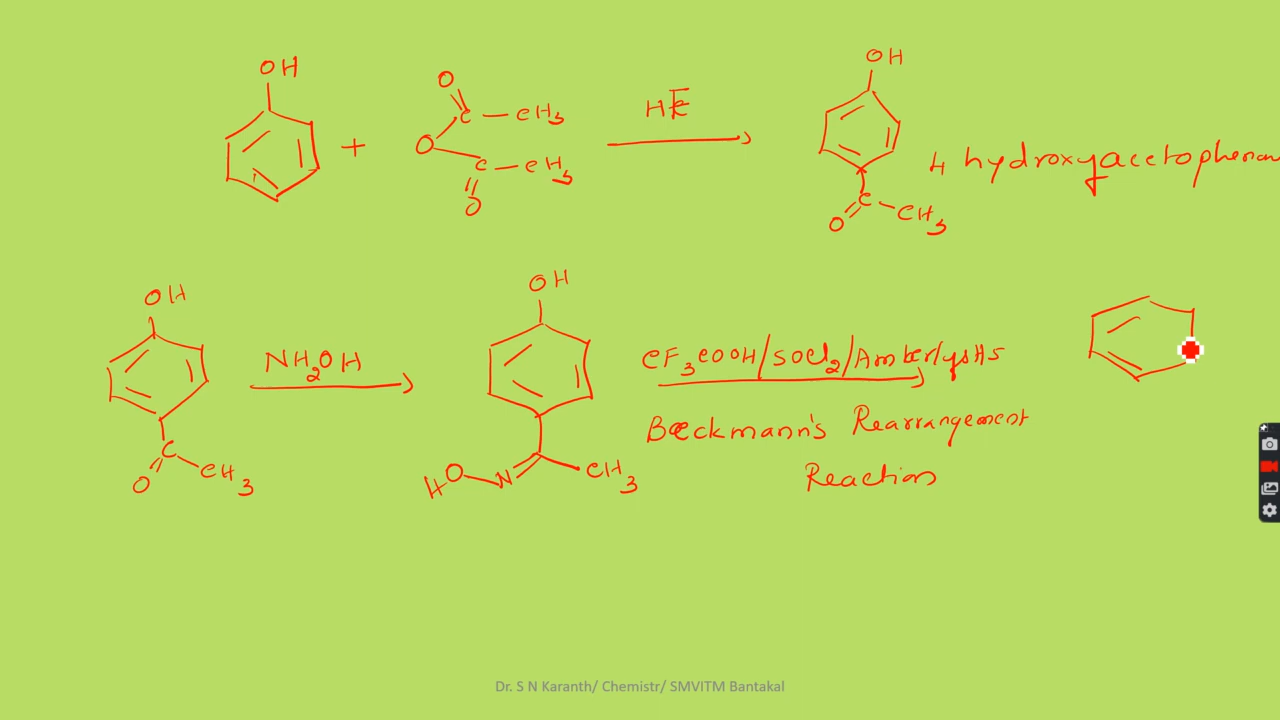 OH
O
C — CH3
+ O
C — CH3
O
HF
OH
C
O CH3
4 hydroxyacetophenon
OH
C
O CH3
NH2OH
OH
HO N CH3
CF3COOH/SOCl2/Amberlysts
Beckmann's Rearrangement
Reaction
Dr. S N Karanth/ Chemistr/ SMVITM Bantakal